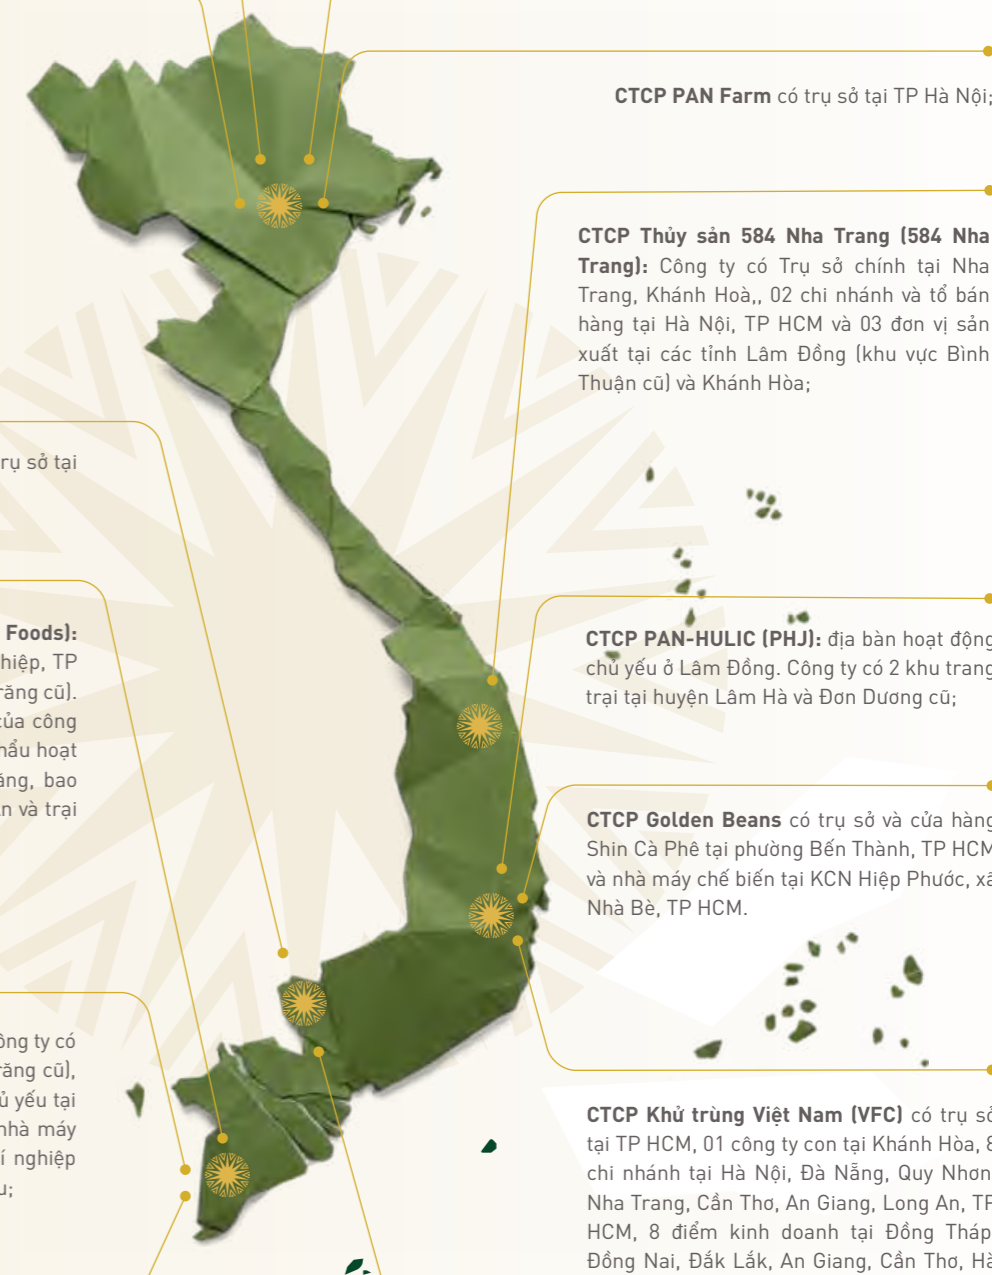 CTCP PAN Farm có trụ sở tại TP Hà Nội;
CTCP Thủy sản 584 Nha Trang (584 Nha
Trang): Công ty có Trụ sở chính tại Nha
Trang, Khánh Hoà,, 02 chi nhánh và tổ bán
hàng tại Hà Nội, TP HCM và 03 đơn vị sản
xuất tại các tỉnh Lâm Đồng (khu vực Bình
Thuận cũ) và Khánh Hòa;
trụ sở tại
Foods):
hiệp, TP
răng cũ).
của công
hẩu hoạt
ăng, bao
n và trại
CTCP PAN-HULIC (PHJ): địa bàn hoạt động
chủ yếu ở Lâm Đồng. Công ty có 2 khu trang
trại tại huyện Lâm Hà và Đơn Dương cũ;
CTCP Golden Beans có trụ sở và cửa hàng
Shin Cà Phê tại phường Bến Thành, TP HCM
và nhà máy chế biến tại KCN Hiệp Phước, xã
Nhà Bè, TP HCM.
ông ty có
răng cũ),
ủ yếu tại
nhà máy
í nghiệp
u;
CTCP Khử trùng Việt Nam (VFC) có trụ sở
tại TP HCM, 01 công ty con tại Khánh Hòa, 8
chi nhánh tại Hà Nội, Đà Nẵng, Quy Nhơn
Nha Trang, Cần Thơ, An Giang, Long An, TP
HCM, 8 điểm kinh doanh tại Đồng Tháp
Đồng Nai, Đắk Lắk, An Giang, Cần Thơ, Hà